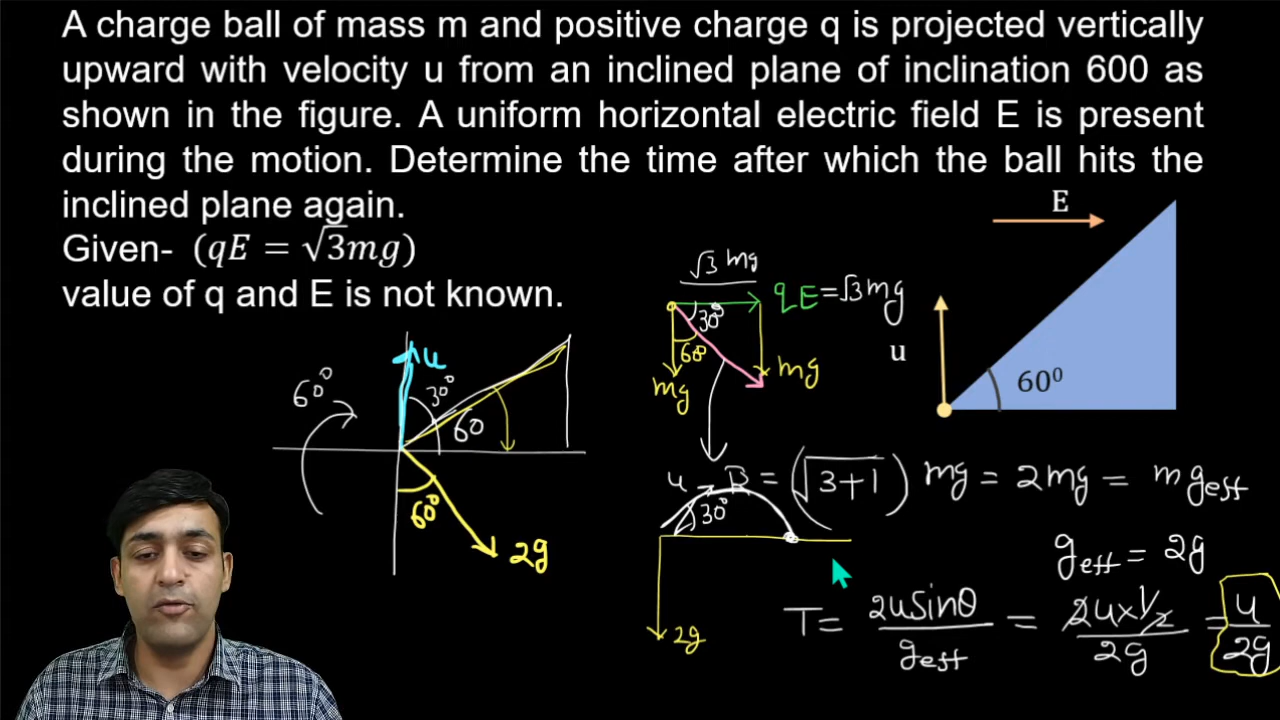 A charge ball of mass m and positive charge q is projected vertically
upward with velocity u from an inclined plane of inclination 600 as
shown in the figure. A uniform horizontal electric field E is present
during the motion. Determine the time after which the ball hits the
inclined plane again.
Given- (qE = √3mg)
value of q and E is not known.
E
u
60⁰
√3 mg
qE = √3mg
30°
60°
mg
mg
u
60°
30°
60
60°
2g
u
R = (√3+1) mg = 2mg = m geff
30°
geff = 2g
2g
T = 2u sinθ / geff = 2u×1/2 / 2g = u / 2g